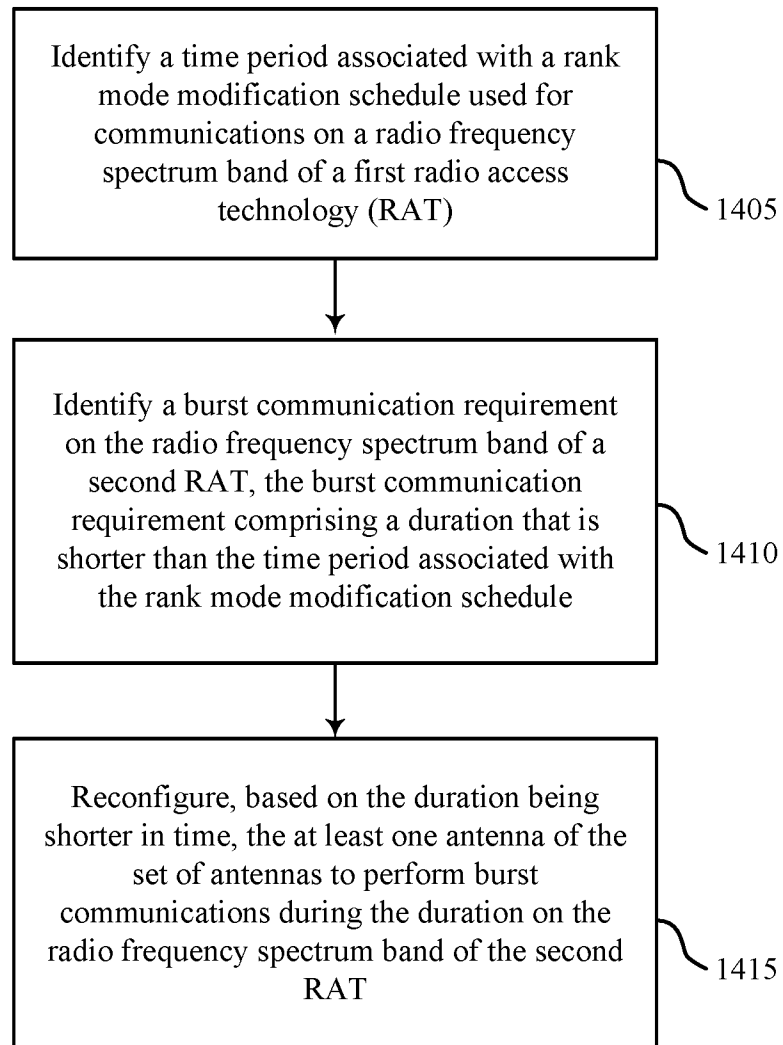 Identify a time period associated with a rank
mode modification schedule used for
communications on a radio frequency
spectrum band of a first radio access
technology (RAT)
1405
Identify a burst communication requirement
on the radio frequency spectrum band of a
second RAT, the burst communication
requirement comprising a duration that is
shorter than the time period associated with
the rank mode modification schedule
1410
Reconfigure, based on the duration being
shorter in time, the at least one antenna of the
set of antennas to perform burst
communications during the duration on the
radio frequency spectrum band of the second
RAT
1415